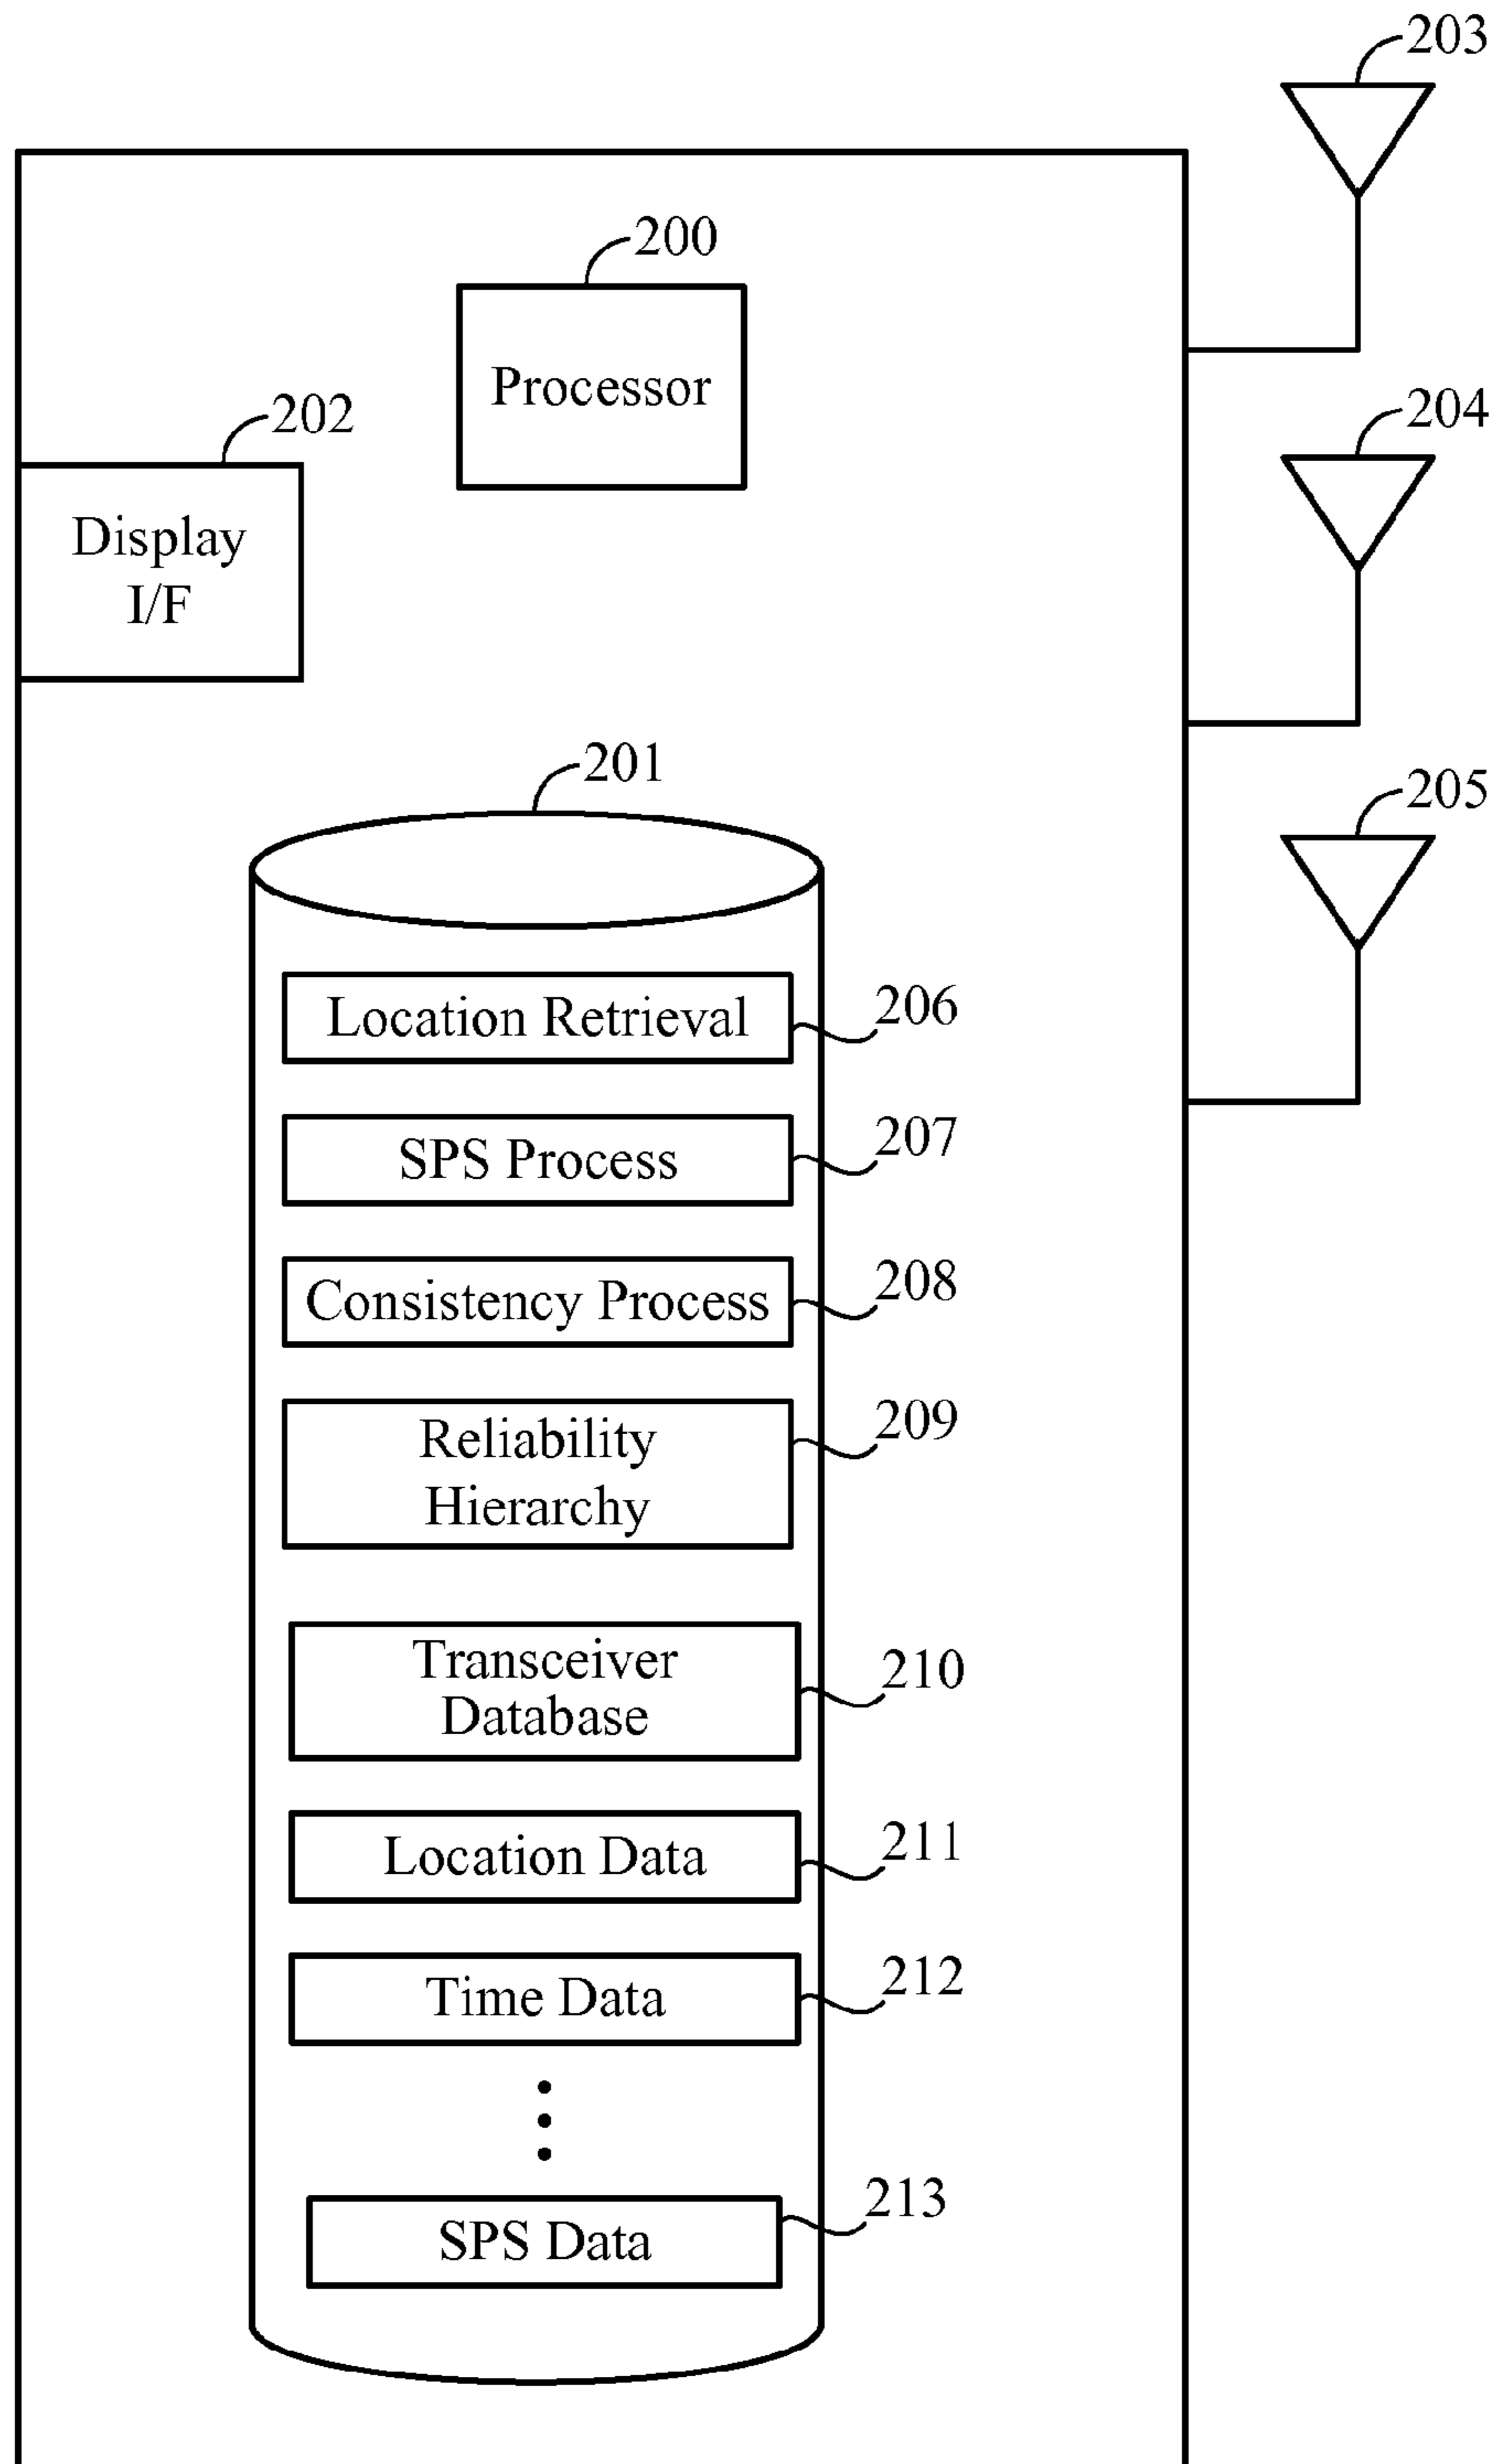 203
200
Processor
204
202
Display
I/F
201
205
Location Retrieval
206
SPS Process
207
Consistency Process
208
Reliability
Hierarchy
209
Transceiver
Database
210
Location Data
211
Time Data
212
SPS Data
213